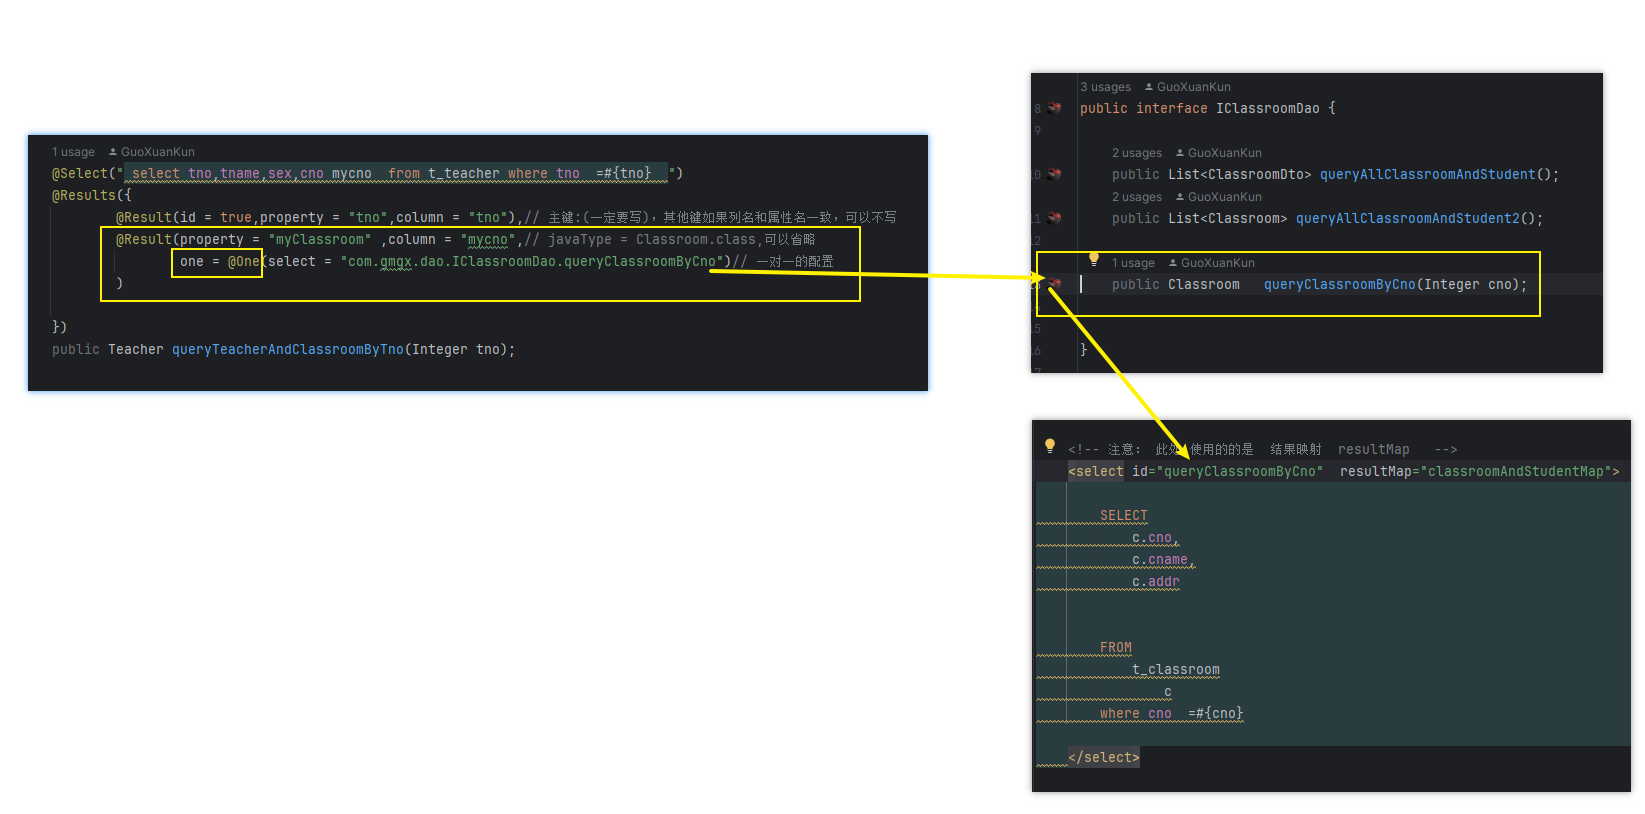 1 usage GuoXuanKun
@Select(" select tno,tname,sex,cno mycno  from t_teacher where tno  =#{tno}  ")
@Results({
@Result(id = true,property = "tno",column = "tno"),// 主键:(一定要写)，其他键如果列名和属性名一致，可以不写
@Result(property = "myClassroom" ,column = "mycno",// javaType = Classroom.class,可以省略
one = @One(select = "com.gmgx.dao.IClassroomDao.queryClassroomByCno")// 一对一的配置
)
})
public Teacher queryTeacherAndClassroomByTno(Integer tno);
3 usages GuoXuanKun
8 public interface IClassroomDao {
9
2 usages GuoXuanKun
10 public List<ClassroomDto> queryAllClassroomAndStudent();
2 usages GuoXuanKun
11 public List<Classroom> queryAllClassroomAndStudent2();
12
1 usage GuoXuanKun
public Classroom   queryClassroomByCno(Integer cno);
14
15
16 }
17
<!-- 注意: 此处 使用的的是  结果映射  resultMap   -->
<select id="queryClassroomByCno"  resultMap="classroomAndStudentMap">
SELECT
c.cno,
c.cname,
c.addr
FROM
t_classroom
c
where cno  =#{cno}
</select>